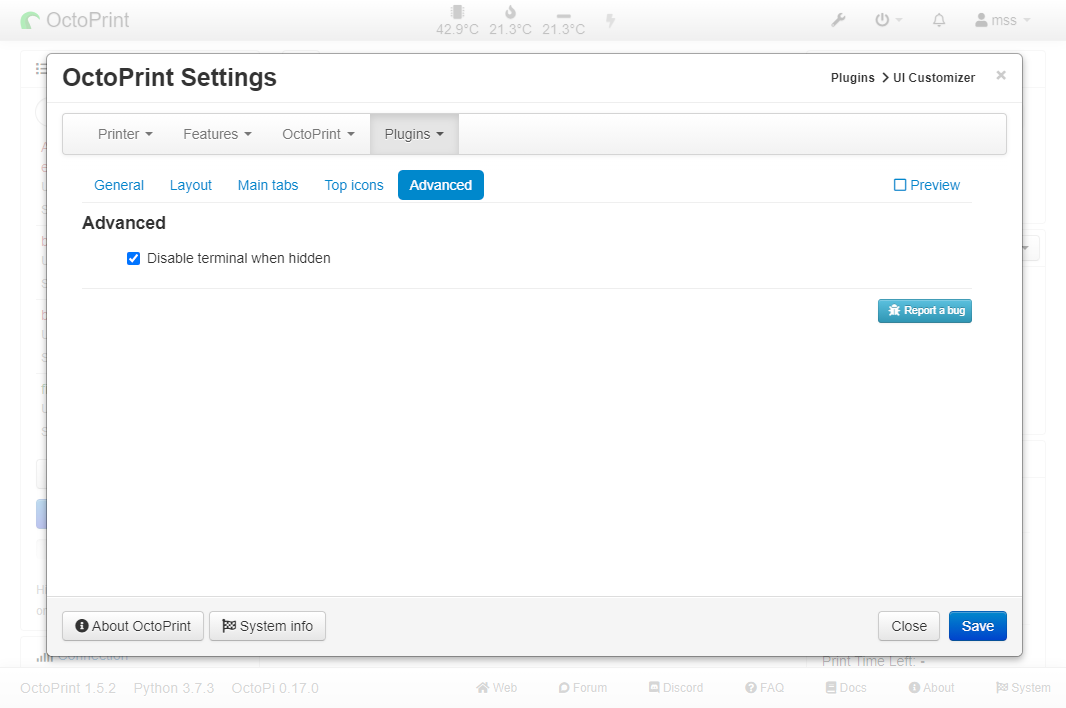 OctoPrint
42.9°C 21.3°C 21.3°C
mss
OctoPrint Settings
Plugins > UI Customizer
×
Printer Features OctoPrint Plugins
General Layout Main tabs Top icons Advanced Preview
Advanced
Disable terminal when hidden
Report a bug
About OctoPrint System info Close Save
Connection
Print Time Left: -
OctoPrint 1.5.2 Python 3.7.3 OctoPi 0.17.0 Web Forum Discord FAQ Docs About System